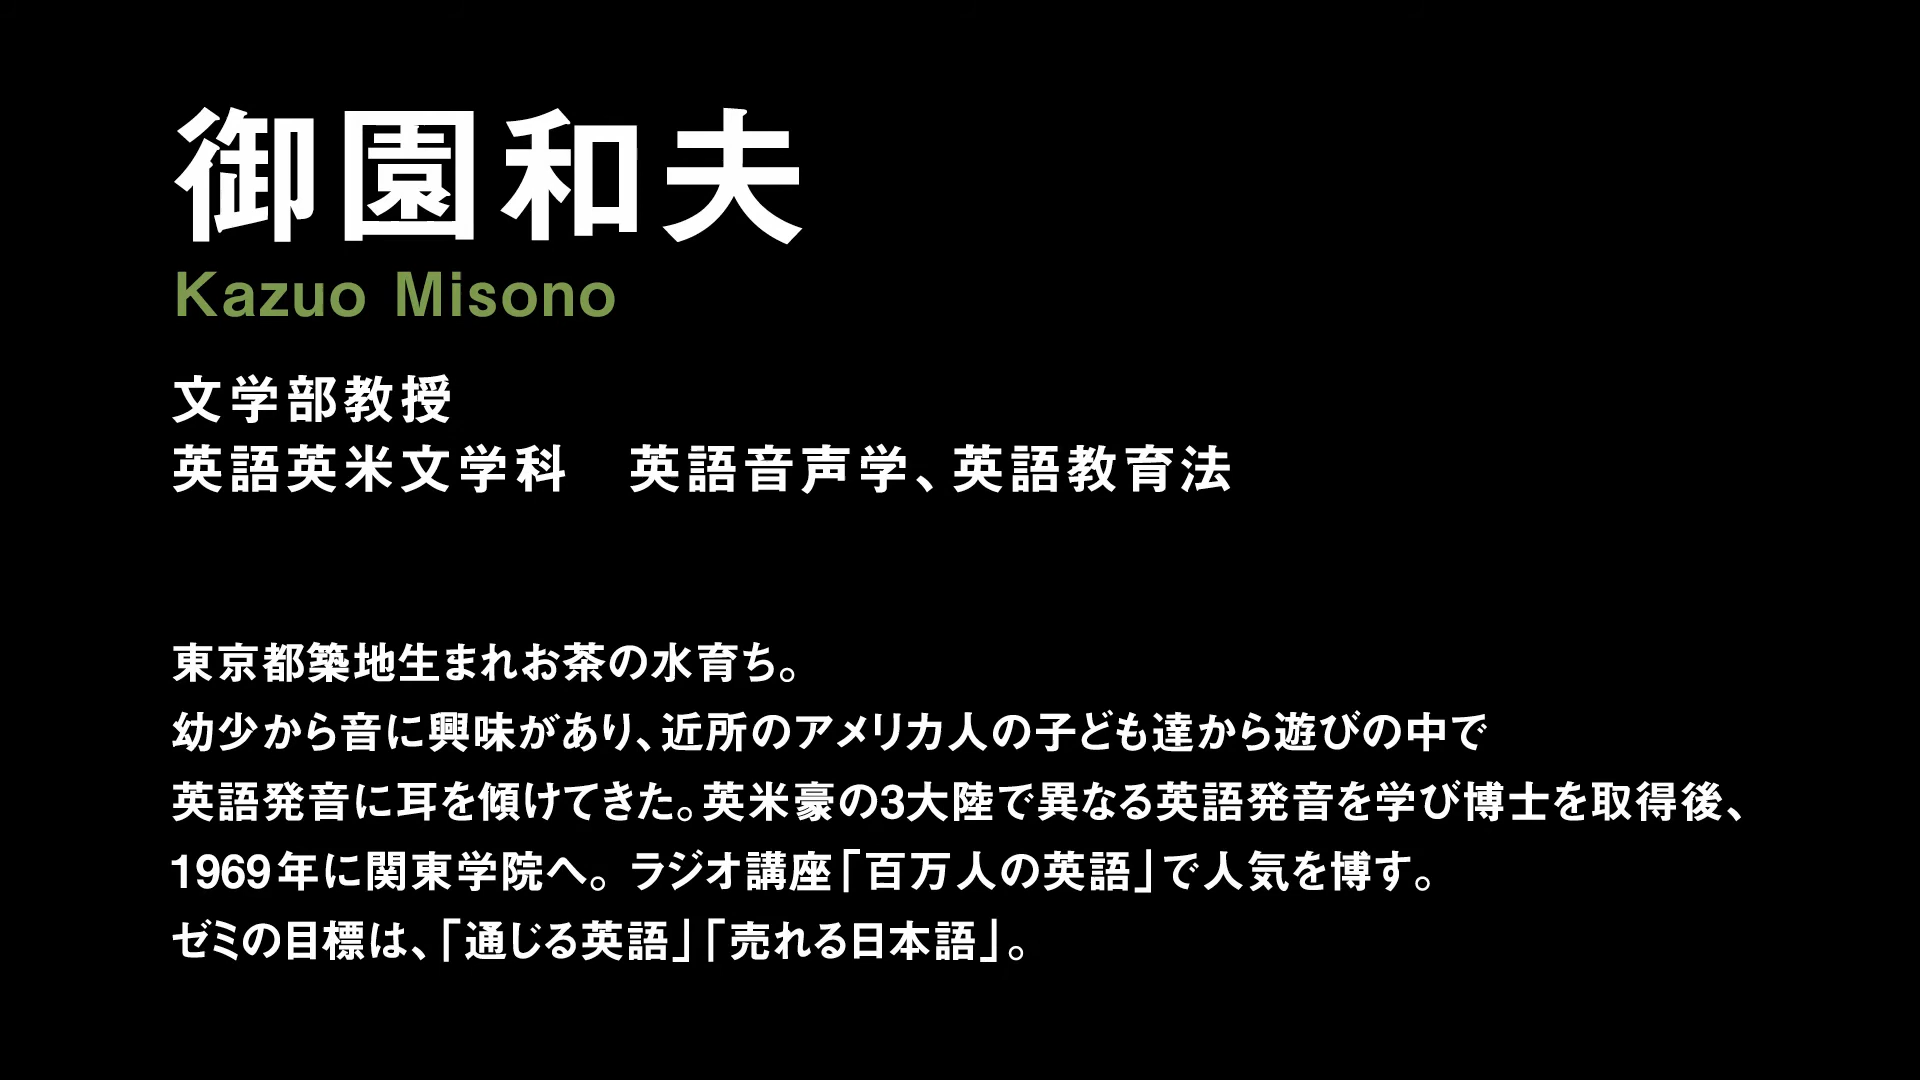 御園和夫
Kazuo Misono
文学部教授
英語英米文学科　英語音声学、英語教育法
東京都築地生まれお茶の水育ち。
幼少から音に興味があり、近所のアメリカ人の子ども達から遊びの中で
英語発音に耳を傾けてきた。英米豪の3大陸で異なる英語発音を学び博士を取得後、
1969年に関東学院へ。ラジオ講座「百万人の英語」で人気を博す。
ゼミの目標は、「通じる英語」「売れる日本語」。